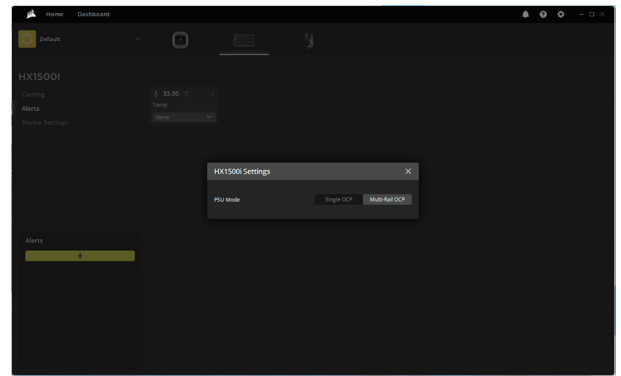 Home Dashboard
Default
HX1500I
Cooling
Alerts
Device Settings
33.00 °C
Temp
None
HX1500i Settings
PSU Mode Single OCP Multi-Rail OCP
Alerts
+